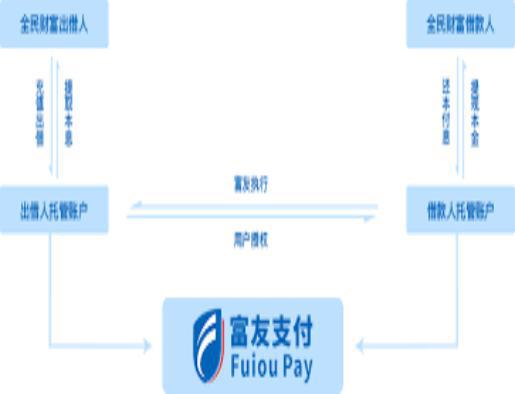 全民财富出借人
全民财富借款人
充值出借
提取本息
还本付息
提现本金
富友执行
出借人托管账户
借款人托管账户
用户授权
富友支付
Fuiou Pay